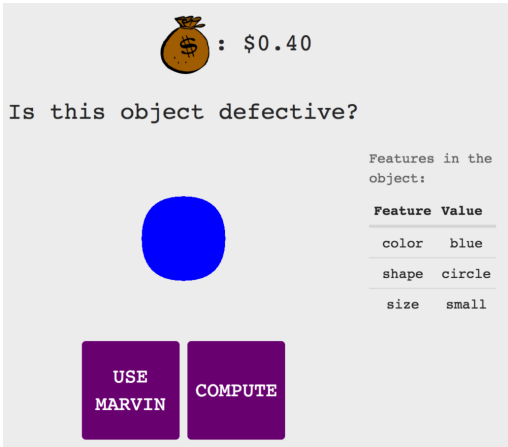 $ : $0.40
Is this object defective?
Features in the
object:
Feature Value
color blue
shape circle
size small
USE
MARVIN
COMPUTE